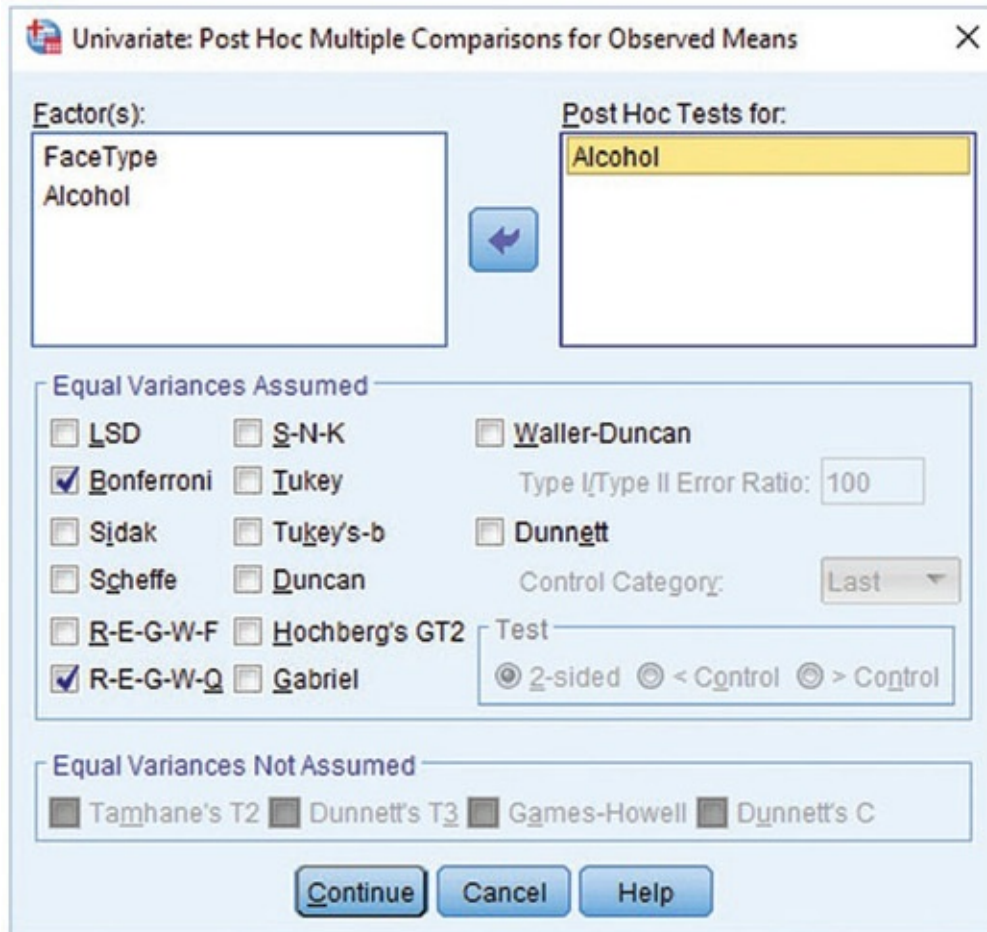 Univariate: Post Hoc Multiple Comparisons for Observed Means
Factor(s):
FaceType
Alcohol
Post Hoc Tests for:
Alcohol
Equal Variances Assumed
LSD S-N-K Waller-Duncan
Bonferroni Tukey Type I/Type II Error Ratio: 100
Sidak Tukey's-b Dunnett
Scheffe Duncan Control Category: Last
R-E-G-W-F Hochberg's GT2 Test
R-E-G-W-Q Gabriel 2-sided < Control > Control
Equal Variances Not Assumed
Tamhane's T2 Dunnett's T3 Games-Howell Dunnett's C
Continue Cancel Help